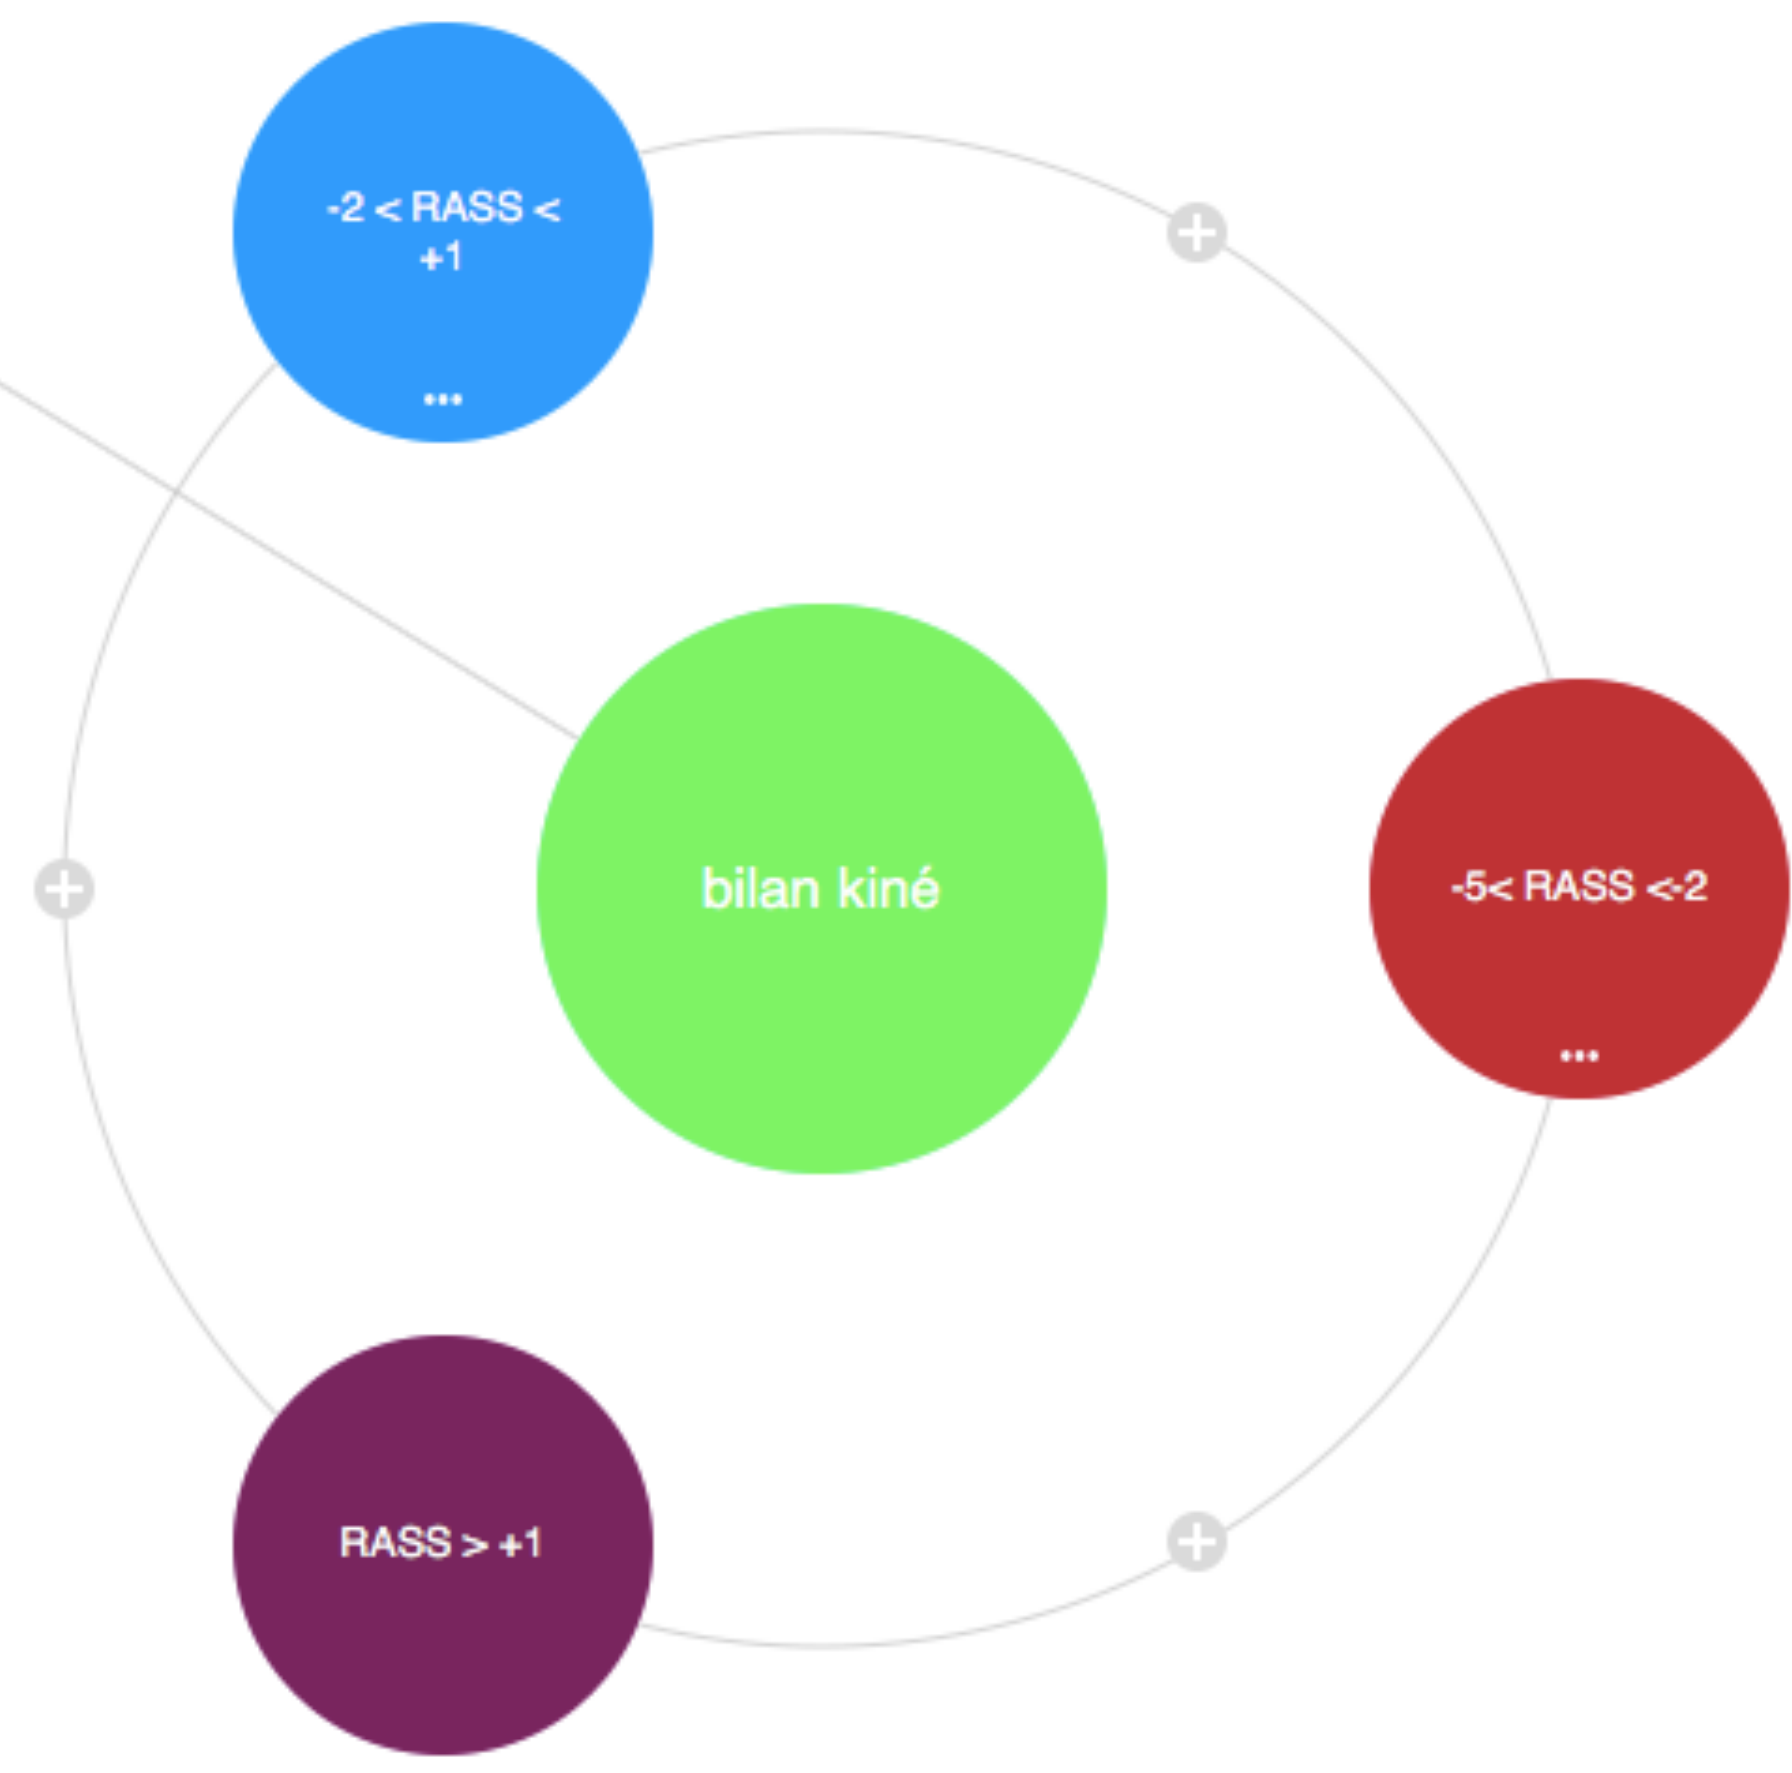 -2 < RASS <
+1
...
bilan kiné
-5< RASS <-2
...
RASS > +1